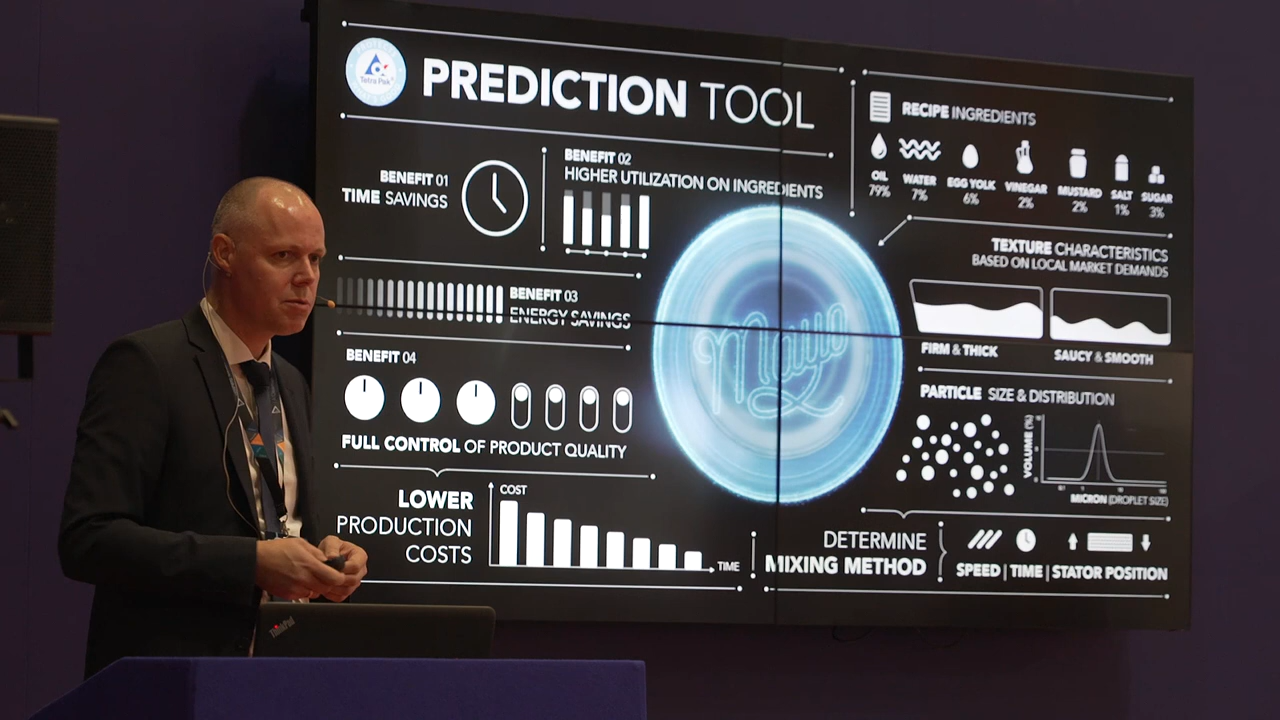 Tetra Pak
PREDICTION TOOL
BENEFIT 01
TIME SAVINGS
BENEFIT 02
HIGHER UTILIZATION ON INGREDIENTS
BENEFIT 03
ENERGY SAVINGS
BENEFIT 04
FULL CONTROL OF PRODUCT QUALITY
LOWER
PRODUCTION
COSTS
COST
TIME
Mayo
RECIPE INGREDIENTS
OIL WATER EGG YOLK VINEGAR MUSTARD SALT SUGAR
79% 7% 6% 2% 2% 1% 3%
TEXTURE CHARACTERISTICS
BASED ON LOCAL MARKET DEMANDS
FIRM & THICK
SAUCY & SMOOTH
PARTICLE SIZE & DISTRIBUTION
VOLUME (%)
MICRON (DROPLET SIZE)
DETERMINE
MIXING METHOD
SPEED | TIME | STATOR POSITION
ThinkPad